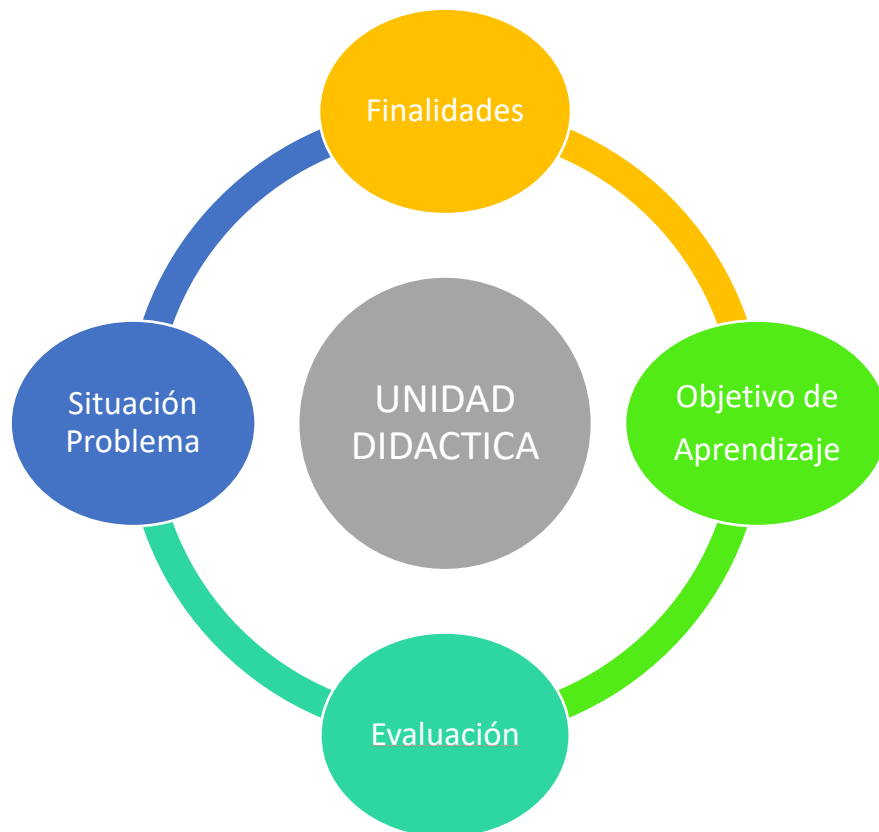 Finalidades
Situación
Problema
UNIDAD
DIDACTICA
Objetivo de
Aprendizaje
Evaluación